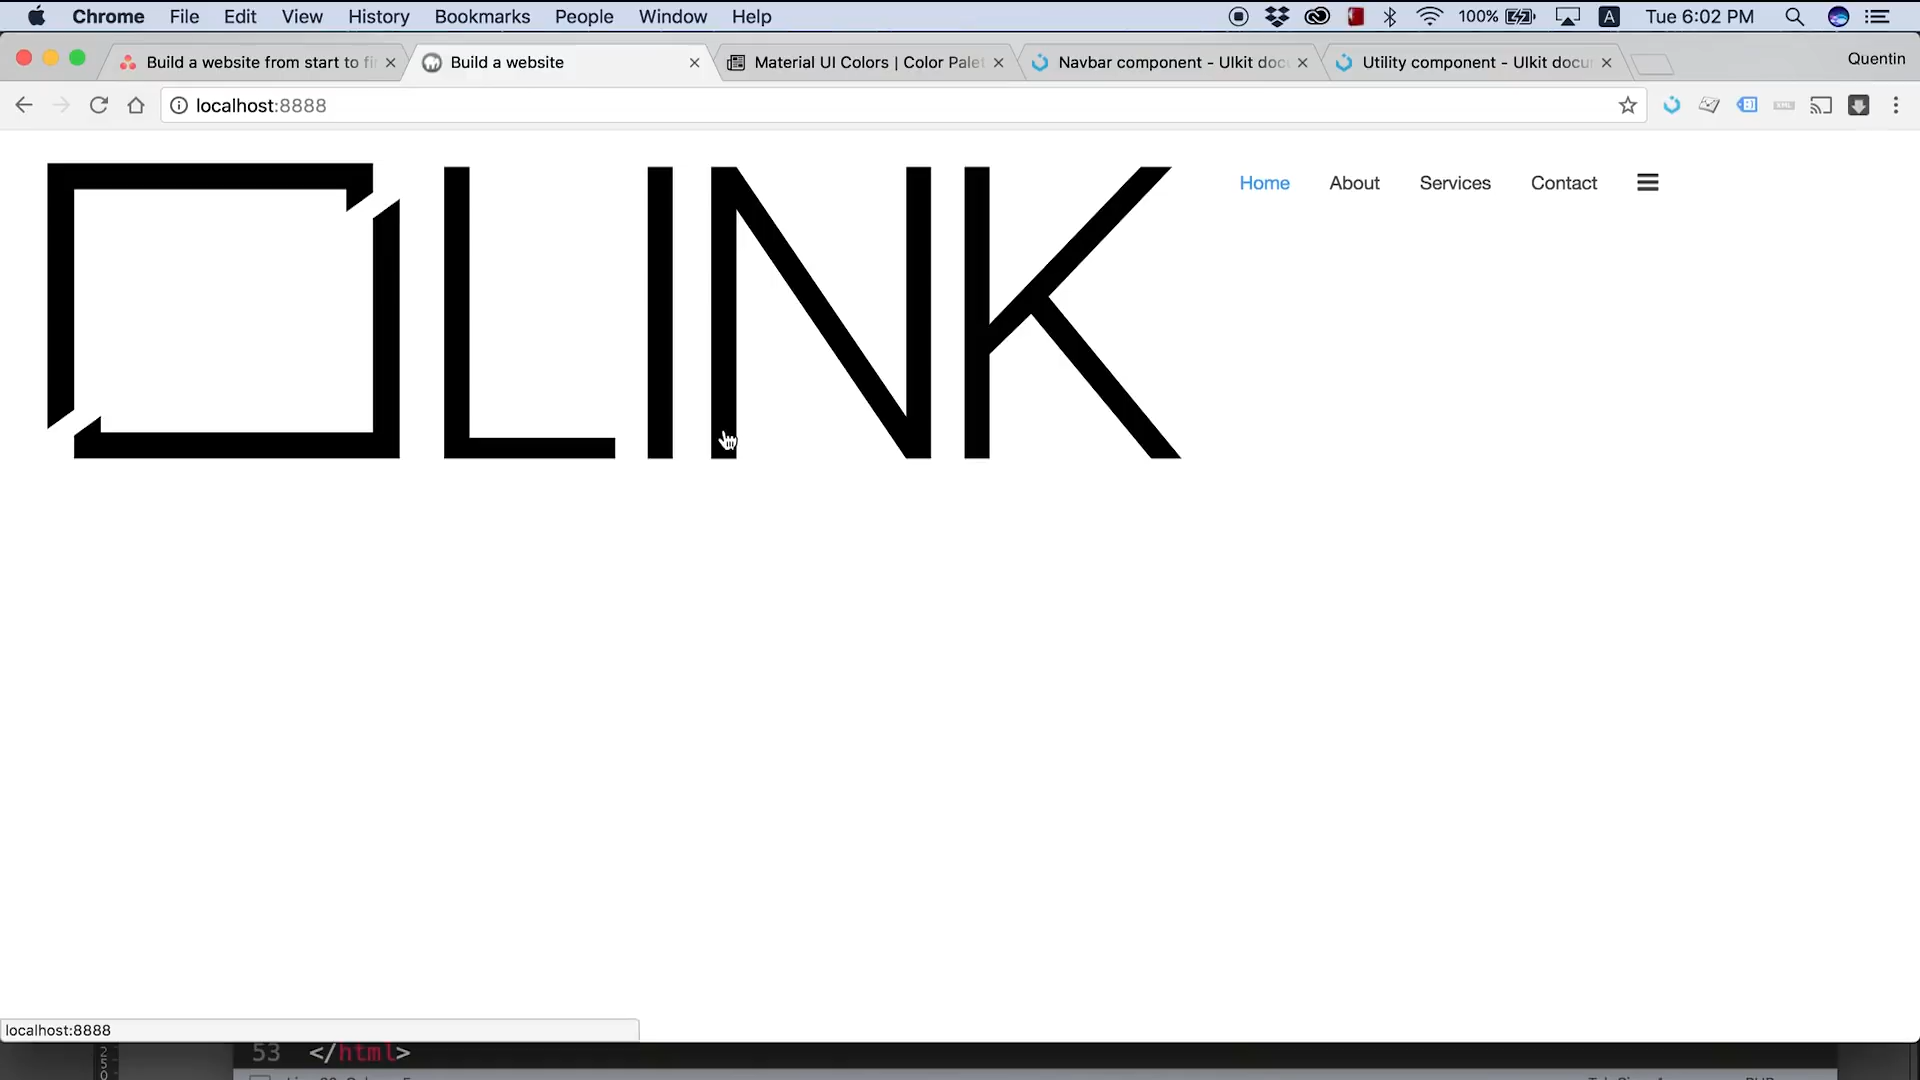 Chrome File Edit View History Bookmarks People Window Help 100% A Tue 6:02 PM
Build a website from start to fi Build a website Material UI Colors | Color Palet Navbar component - UIkit docu Utility component - UIkit docu Quentin
localhost:8888
LINK
Home About Services Contact
localhost:8888
53 </html>